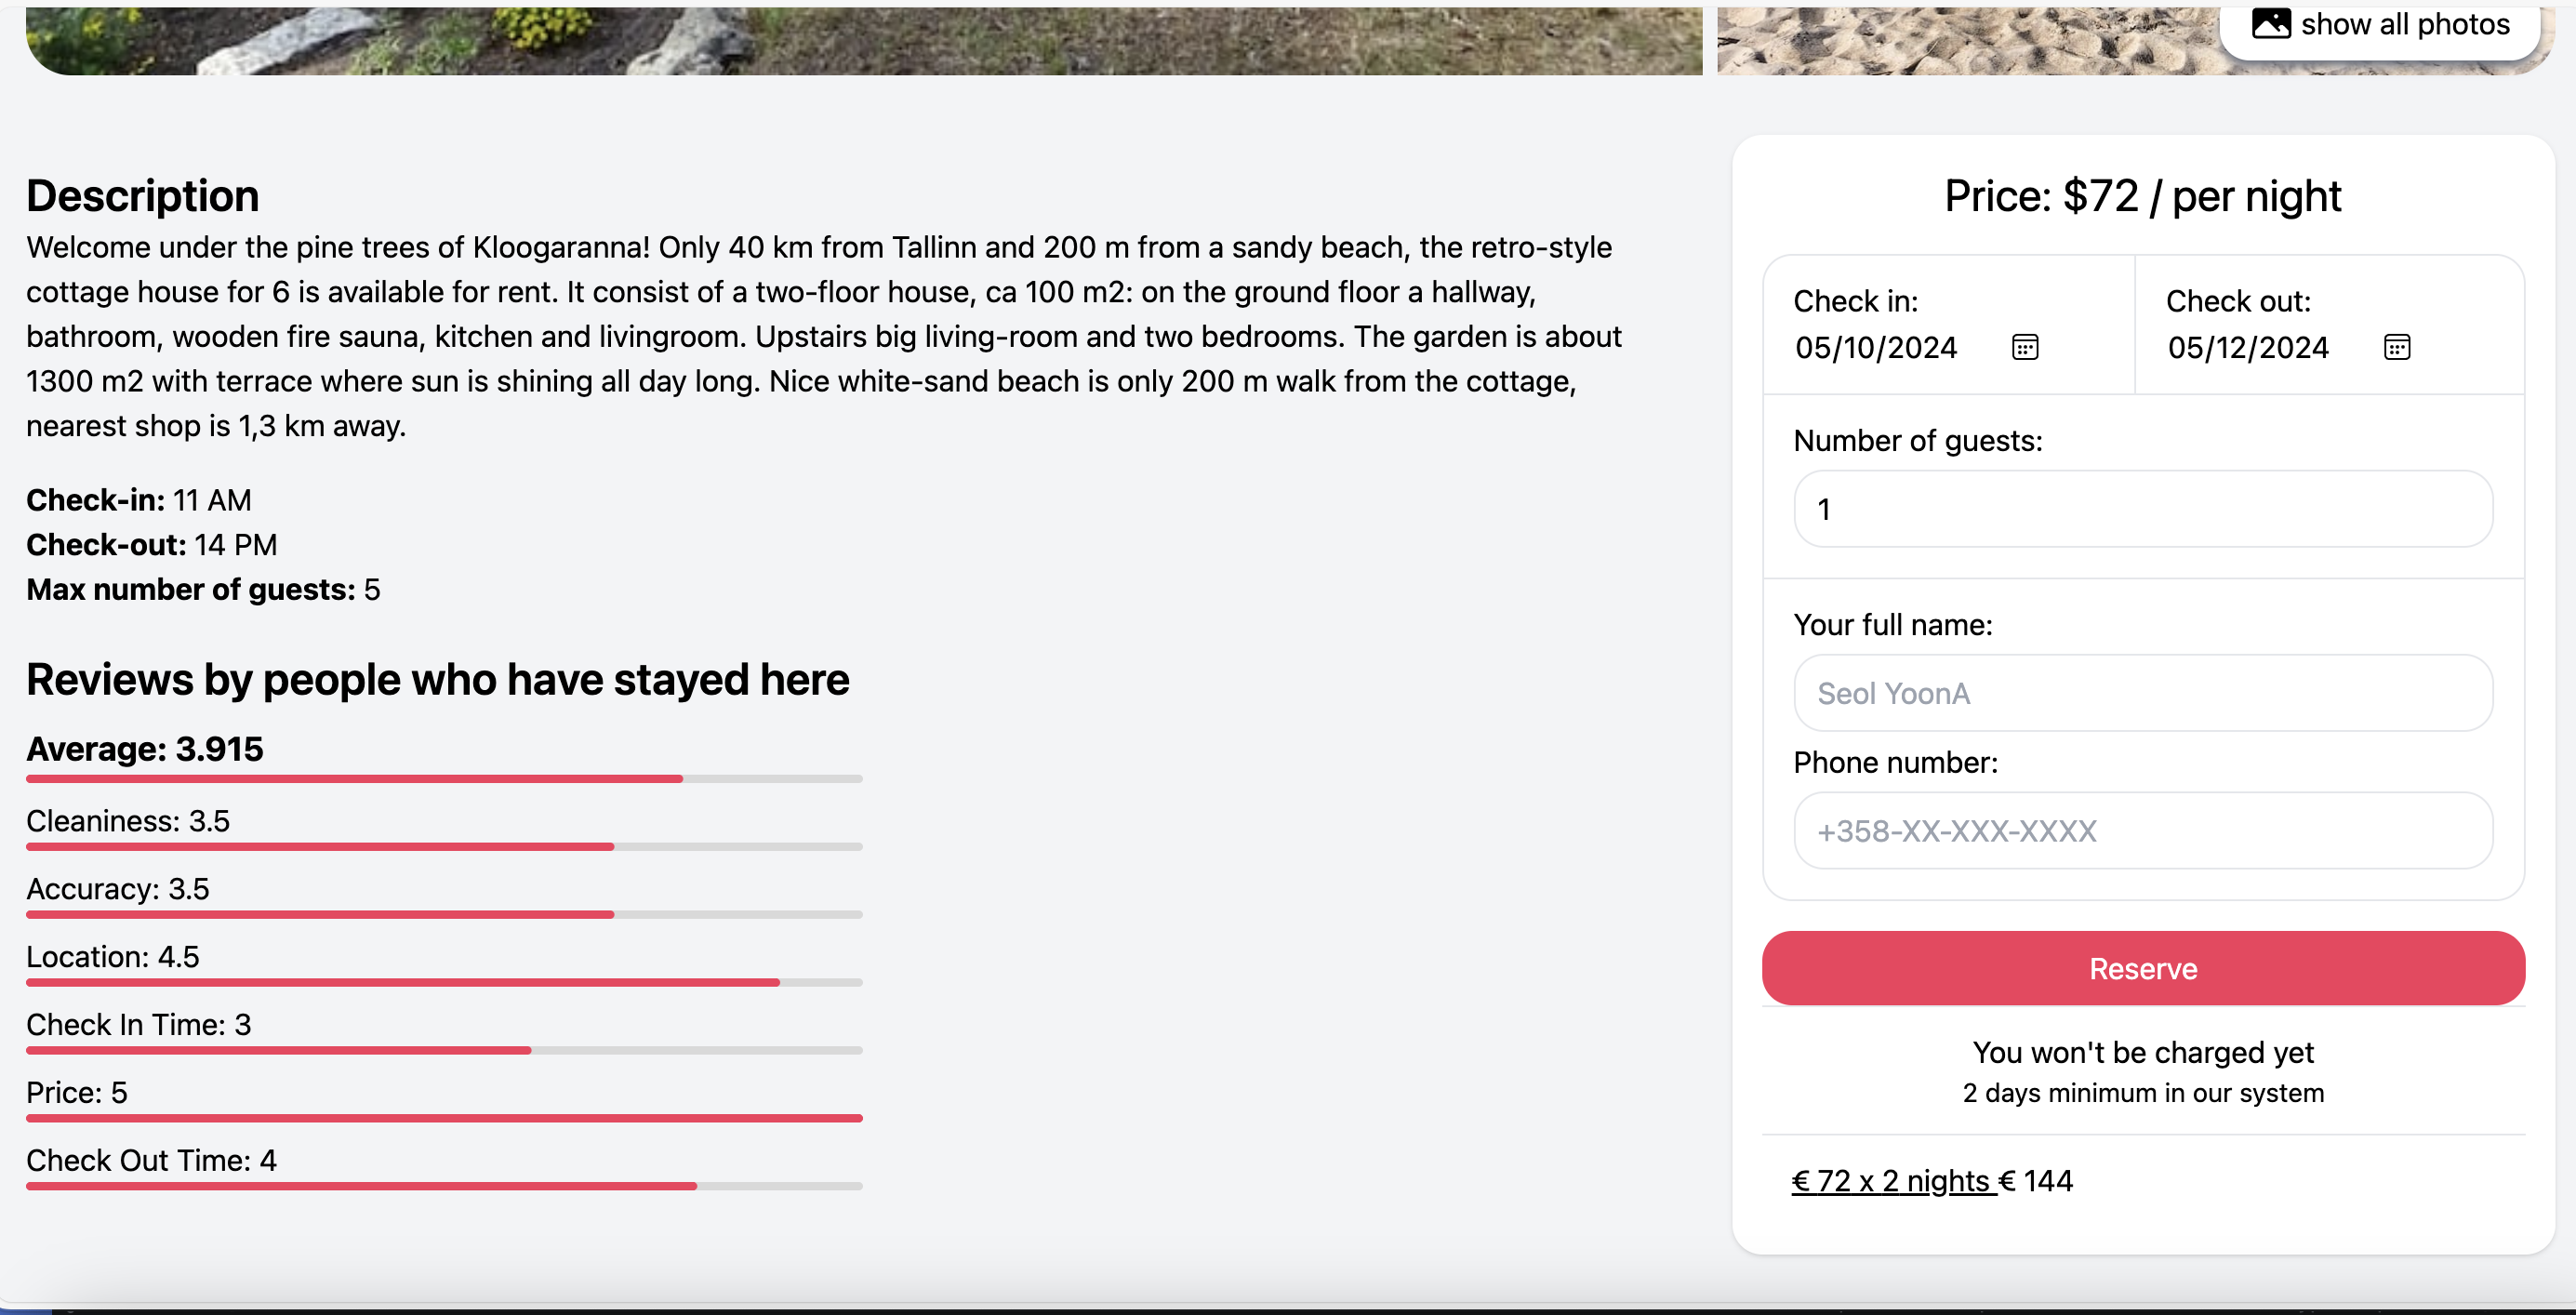 show all photos
Description
Welcome under the pine trees of Kloogaranna! Only 40 km from Tallinn and 200 m from a sandy beach, the retro-style
cottage house for 6 is available for rent. It consist of a two-floor house, ca 100 m2: on the ground floor a hallway,
bathroom, wooden fire sauna, kitchen and livingroom. Upstairs big living-room and two bedrooms. The garden is about
1300 m2 with terrace where sun is shining all day long. Nice white-sand beach is only 200 m walk from the cottage,
nearest shop is 1,3 km away.
Check-in: 11 AM
Check-out: 14 PM
Max number of guests: 5
Reviews by people who have stayed here
Average: 3.915
Cleaniness: 3.5
Accuracy: 3.5
Location: 4.5
Check In Time: 3
Price: 5
Check Out Time: 4
Price: $72 / per night
Check in:
05/10/2024
Check out:
05/12/2024
Number of guests:
1
Your full name:
Seol YoonA
Phone number:
+358-XX-XXX-XXXX
Reserve
You won't be charged yet
2 days minimum in our system
€ 72 x 2 nights € 144